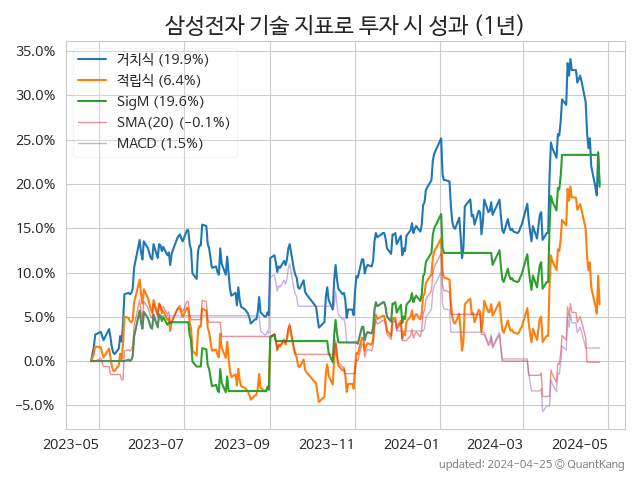 삼성전자 기술 지표로 투자 시 성과 (1년)
35.0%
30.0%
25.0%
20.0%
15.0%
10.0%
5.0%
0.0%
−5.0%
거치식 (19.9%)
적립식 (6.4%)
SigM (19.6%)
SMA(20) (−0.1%)
MACD (1.5%)
2023-05 2023-07 2023-09 2023-11 2024-01 2024-03 2024-05
updated: 2024-04-25 © QuantKang